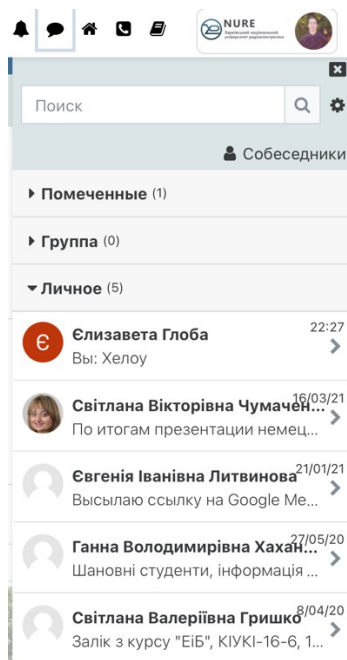 NURE
Харківський національний
університет радіоелектроніки
Поиск
Собеседники
Помеченные (1)
Группа (0)
Личное (5)
Є
Єлизавета Глоба 22:27
Вы: Хелоу
Світлана Вікторівна Чумачен... 16/03/21
По итогам презентации немец...
Євгенія Іванівна Литвинова 21/01/21
Высылаю ссылку на Google Me...
Ганна Володимирівна Хахан... 27/05/20
Шановні студенти, інформація ...
Світлана Валеріївна Гришко 8/04/20
Залік з курсу "ЕіБ", КІУКІ-16-6, 1...